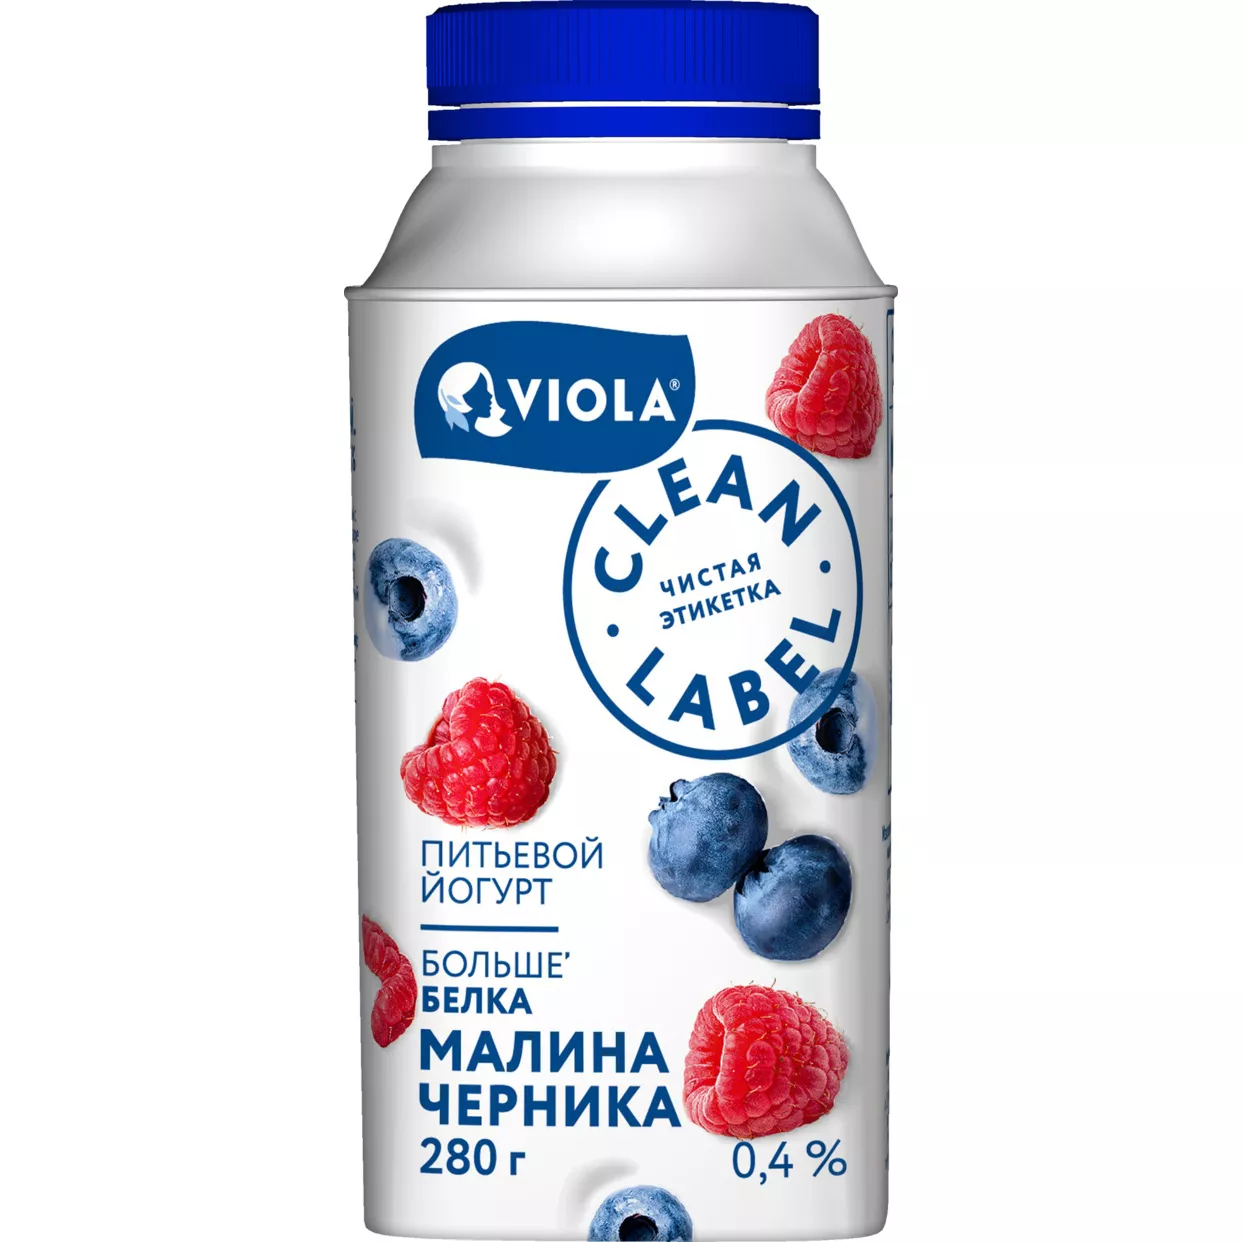 VIOLA®
CLEAN
ЧИСТАЯ
ЭТИКЕТКА
LABEL
ПИТЬЕВОЙ
ЙОГУРТ
БОЛЬШЕ’
БЕЛКА
МАЛИНА
ЧЕРНИКА
280 г
0,4 %